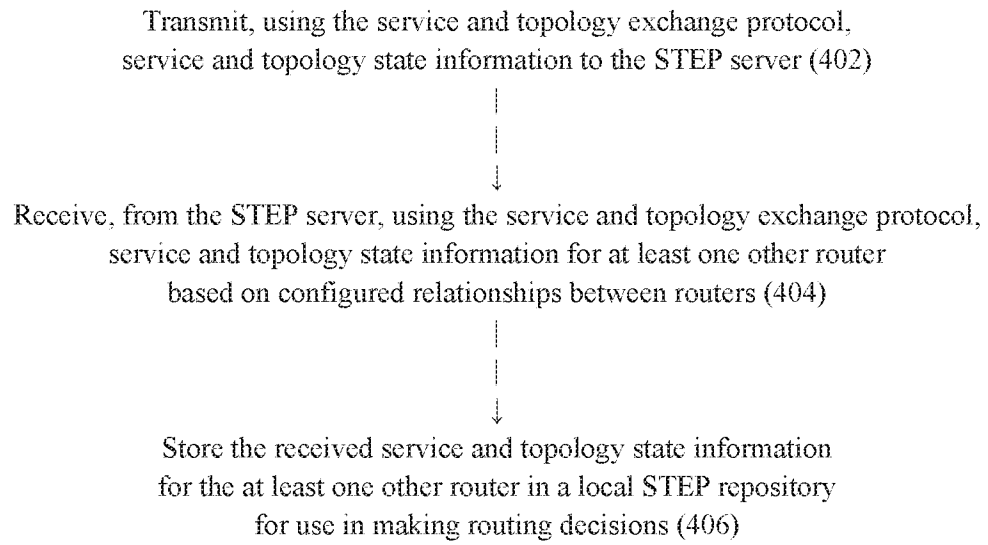 Transmit, using the service and topology exchange protocol,
service and topology state information to the STEP server (402)
Receive, from the STEP server, using the service and topology exchange protocol,
service and topology state information for at least one other router
based on configured relationships between routers (404)
Store the received service and topology state information
for the at least one other router in a local STEP repository
for use in making routing decisions (406)